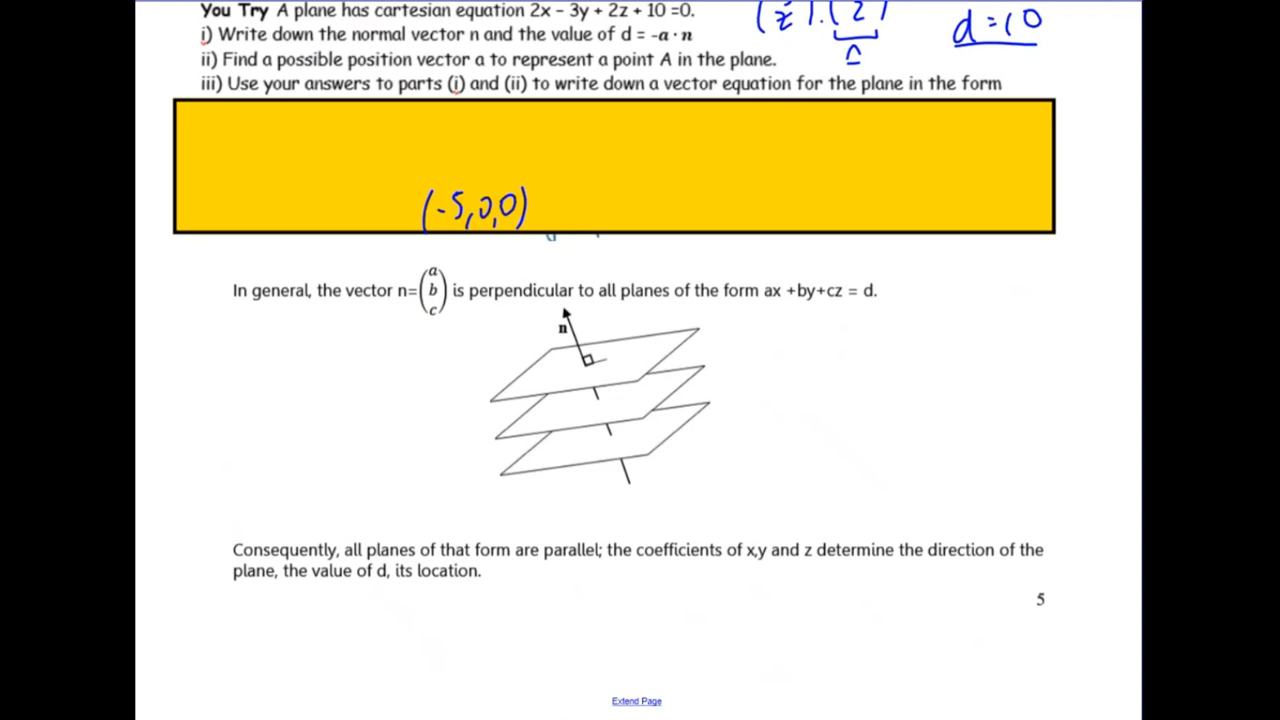 You Try A plane has cartesian equation 2x - 3y + 2z + 10 =0.
i) Write down the normal vector n and the value of d = -a · n
d = 10
n
ii) Find a possible position vector a to represent a point A in the plane.
iii) Use your answers to parts (i) and (ii) to write down a vector equation for the plane in the form
(-5,0,0)
In general, the vector n=(a b c) is perpendicular to all planes of the form ax +by+cz = d.
n
Consequently, all planes of that form are parallel; the coefficients of x,y and z determine the direction of the
plane, the value of d, its location.
5
Extend Page